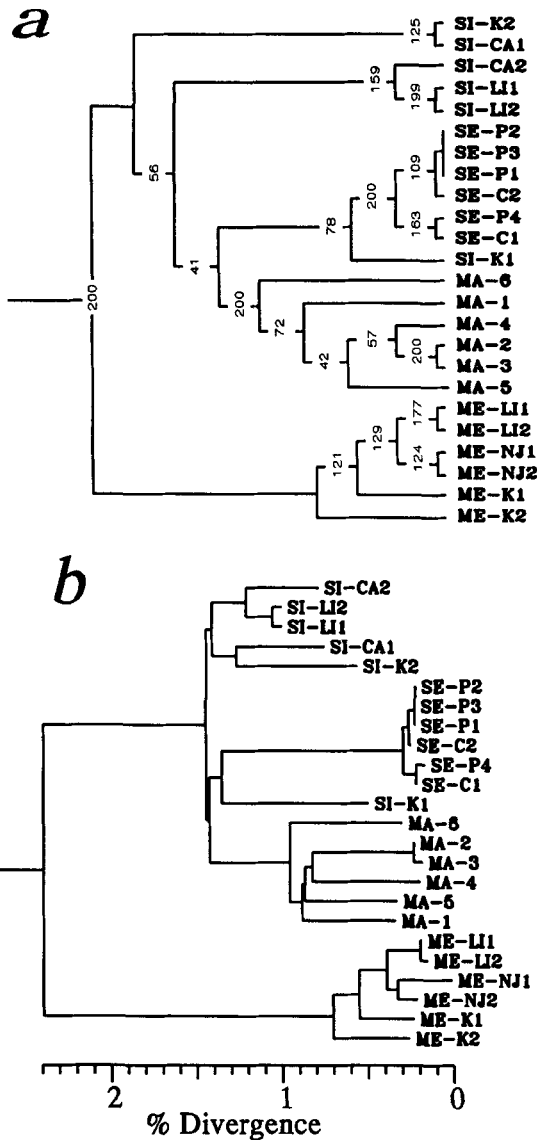 a
125
SI-K2
SI-CA1
159
SI-CA2
199
SI-LI1
SI-LI2
SE-P2
SE-P3
109
SE-P1
200
SE-C2
56
163
SE-P4
78
SE-C1
SI-K1
41
MA-6
200
MA-1
72
57
MA-4
200
MA-2
42
MA-3
MA-5
200
177
ME-LI1
ME-LI2
129
124
ME-NJ1
121
ME-NJ2
ME-K1
ME-K2
b
SI-CA2
SI-LI2
SI-LI1
SI-CA1
SI-K2
SE-P2
SE-P3
SE-P1
SE-C2
SE-P4
SE-C1
SI-K1
MA-6
MA-2
MA-3
MA-4
MA-5
MA-1
ME-LI1
ME-LI2
ME-NJ1
ME-NJ2
ME-K1
ME-K2
2 1 0
% Divergence